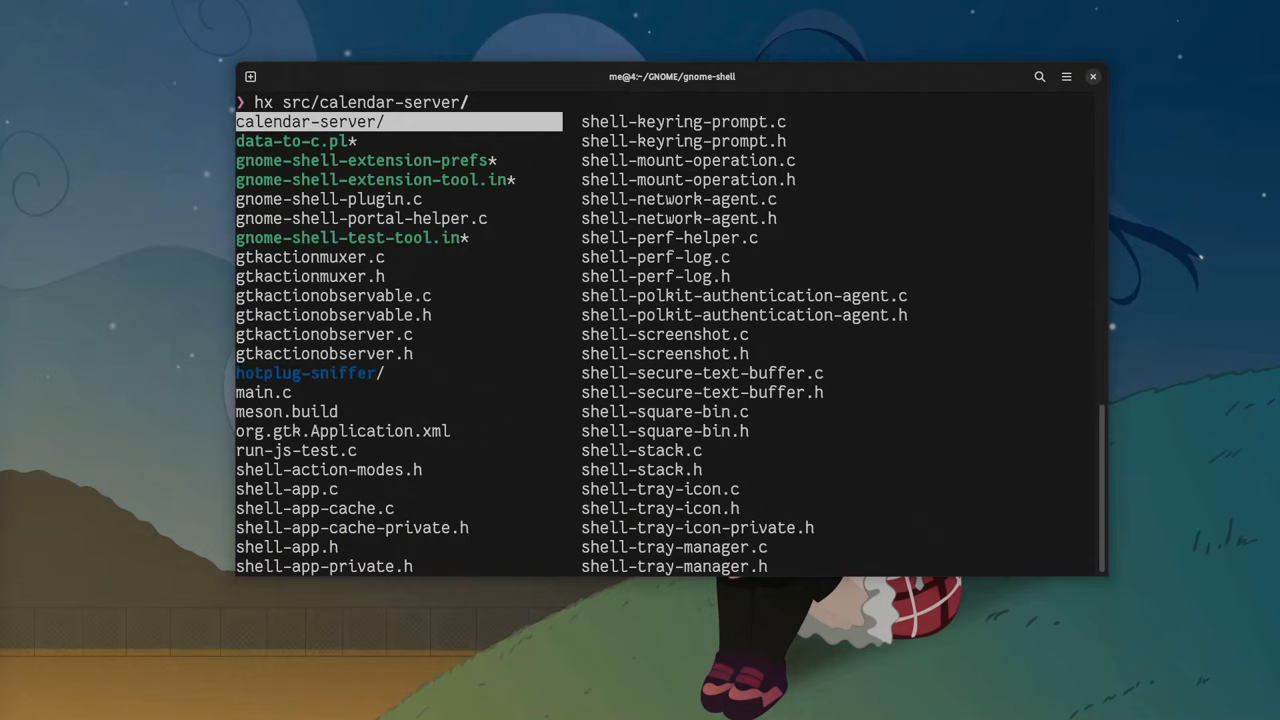 me@4:~/GNOME/gnome-shell
❯ hx src/calendar-server/
calendar-server/
data-to-c.pl*
gnome-shell-extension-prefs*
gnome-shell-extension-tool.in*
gnome-shell-plugin.c
gnome-shell-portal-helper.c
gnome-shell-test-tool.in*
gtkactionmuxer.c
gtkactionmuxer.h
gtkactionobservable.c
gtkactionobservable.h
gtkactionobserver.c
gtkactionobserver.h
hotplug-sniffer/
main.c
meson.build
org.gtk.Application.xml
run-js-test.c
shell-action-modes.h
shell-app.c
shell-app-cache.c
shell-app-cache-private.h
shell-app.h
shell-app-private.h
shell-keyring-prompt.c
shell-keyring-prompt.h
shell-mount-operation.c
shell-mount-operation.h
shell-network-agent.c
shell-network-agent.h
shell-perf-helper.c
shell-perf-log.c
shell-perf-log.h
shell-polkit-authentication-agent.c
shell-polkit-authentication-agent.h
shell-screenshot.c
shell-screenshot.h
shell-secure-text-buffer.c
shell-secure-text-buffer.h
shell-square-bin.c
shell-square-bin.h
shell-stack.c
shell-stack.h
shell-tray-icon.c
shell-tray-icon.h
shell-tray-icon-private.h
shell-tray-manager.c
shell-tray-manager.h